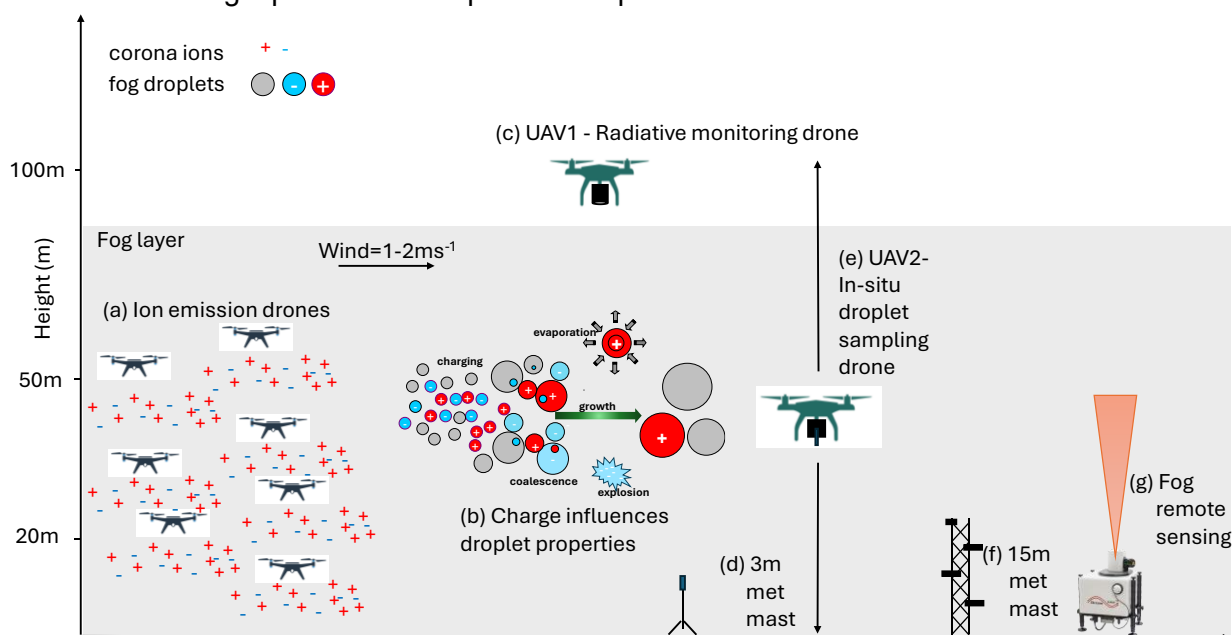 corona ions + -
fog droplets - +
(c) UAV1 - Radiative monitoring drone
100m
Fog layer
Wind=1-2ms⁻¹
Height (m)
(e) UAV2-
In-situ
droplet
sampling
drone
(a) Ion emission drones
evaporation
charging
50m
growth
coalescence
explosion
(b) Charge influences
droplet properties
(g) Fog
remote
sensing
20m
(d) 3m
met
mast
(f) 15m
met
mast